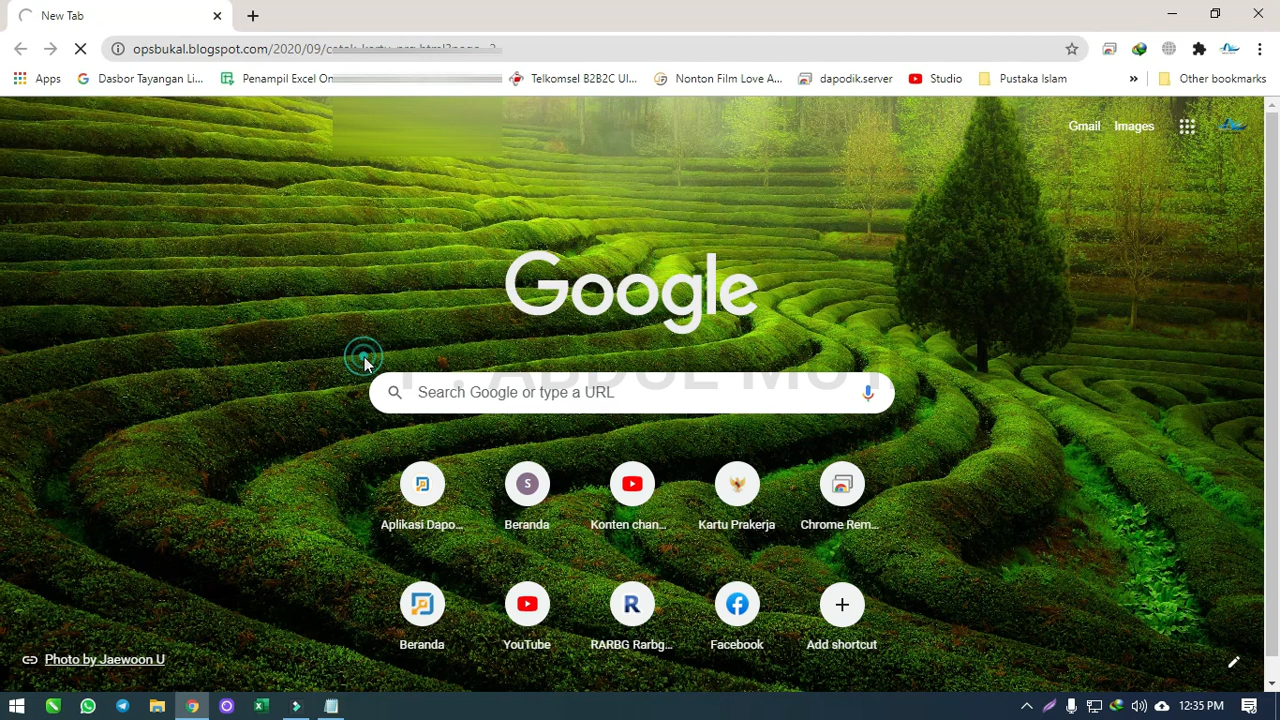 New Tab
opsbukal.blogspot.com/2020/09/
Apps
Dasbor Tayangan Li...
Penampil Excel On
Telkomsel B2B2C UI...
Nonton Film Love A...
dapodik.server
Studio
Pustaka Islam
»
Other bookmarks
Gmail
Images
Google
ABDUL
Search Google or type a URL
Aplikasi Dapo...
S
Beranda
Konten chan...
Kartu Prakerja
Chrome Rem...
Beranda
YouTube
R
RARBG Rarbg...
Facebook
Add shortcut
Photo by Jaewoon U
12:35 PM